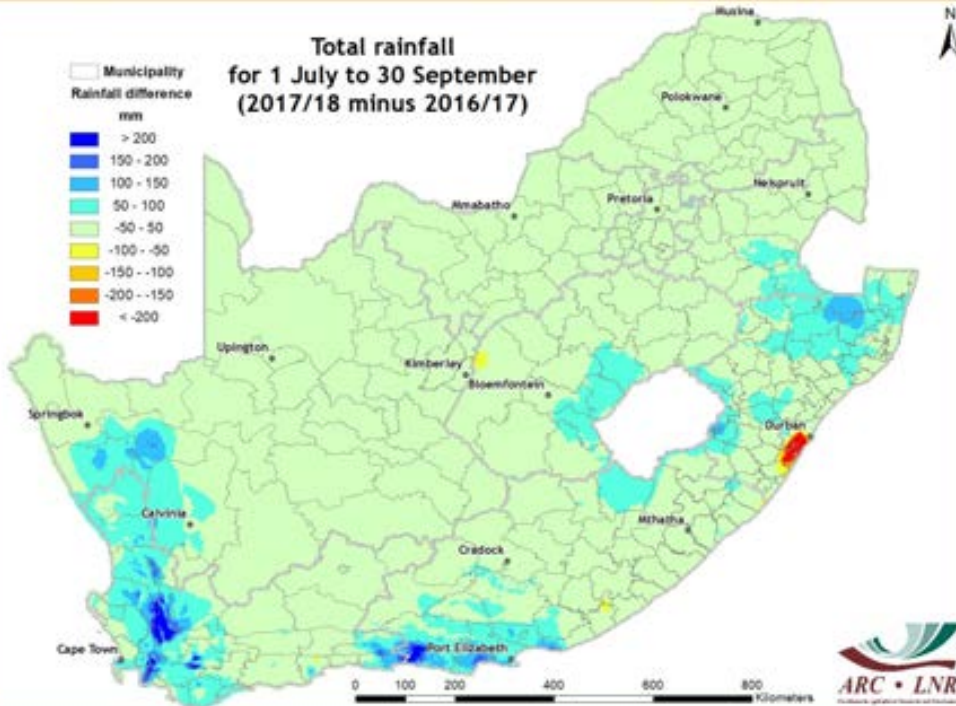 Total rainfall
for 1 July to 30 September
(2017/18 minus 2016/17)
Municipality
Rainfall difference
mm
> 200
150 - 200
100 - 150
50 - 100
-50 - 50
-100 - -50
-150 - -100
-200 - -150
< -200
N
Musina
Polokwane
Nelspruit
Pretoria
Mmabatho
Upington
Kimberley
Bloemfontein
Springbok
Durban
Calvinia
Mthatha
Cradock
Cape Town
Port Elizabeth
0 100 200 400 600 800
Kilometers
ARC • LNR